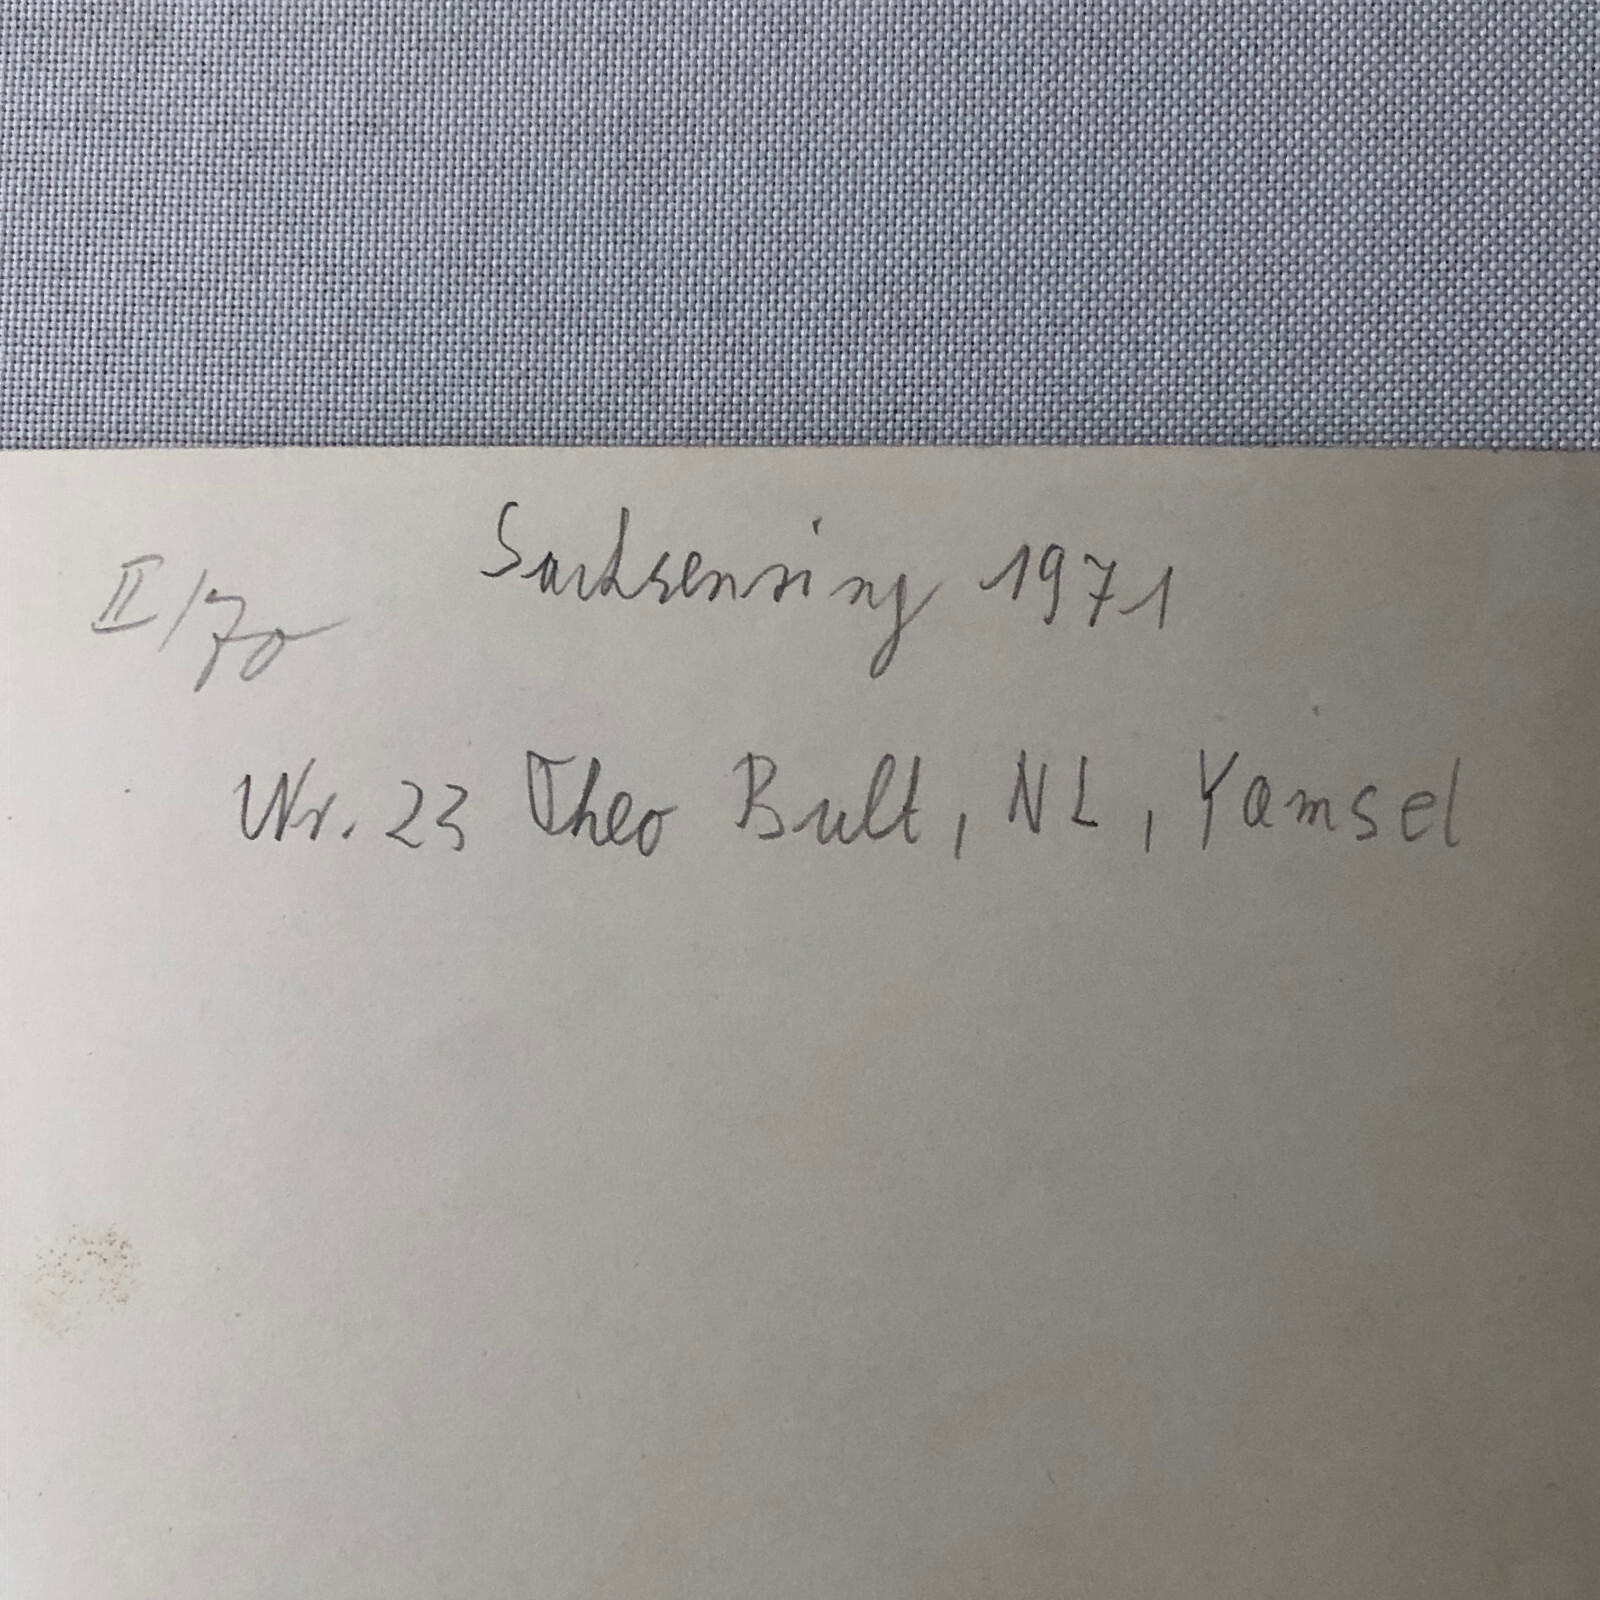 Sachsenring 1971
II/70
Nr. 23 Theo Bult, NL, Yamsel